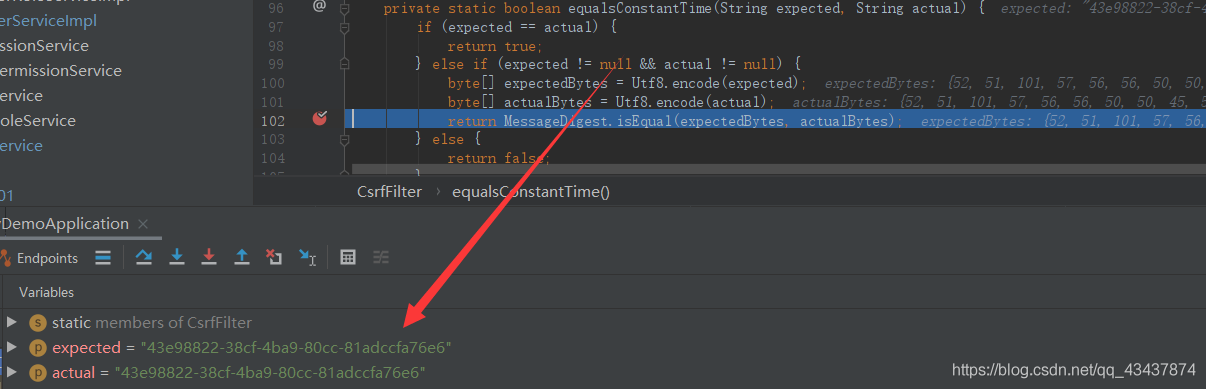 erServiceImpl
issionService
ermissionService
ervice
oleService
ervice
01
96 @ private static boolean equalsConstantTime(String expected, String actual) { expected: "43e98822-38cf-4
97 if (expected == actual) {
98 return true;
99 } else if (expected != null && actual != null) {
100 byte[] expectedBytes = Utf8.encode(expected); expectedBytes: {52, 51, 101, 57, 56, 56, 50, 50,
101 byte[] actualBytes = Utf8.encode(actual); actualBytes: {52, 51, 101, 57, 56, 56, 50, 50, 45, 5
102 return MessageDigest.isEqual(expectedBytes, actualBytes); expectedBytes: {52, 51, 101, 57, 56,
103 } else {
104 return false;
CsrfFilter › equalsConstantTime()
DemoApplication ×
Endpoints
Variables
s static members of CsrfFilter
p expected = "43e98822-38cf-4ba9-80cc-81adccfa76e6"
p actual = "43e98822-38cf-4ba9-80cc-81adccfa76e6"
https://blog.csdn.net/qq_43437874